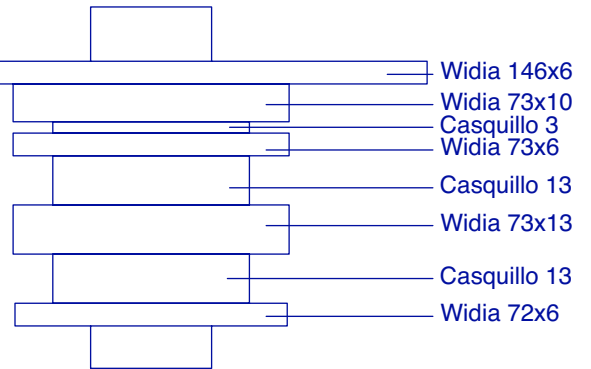 Widia 146x6
Widia 73x10
Casquillo 3
Widia 73x6
Casquillo 13
Widia 73x13
Casquillo 13
Widia 72x6